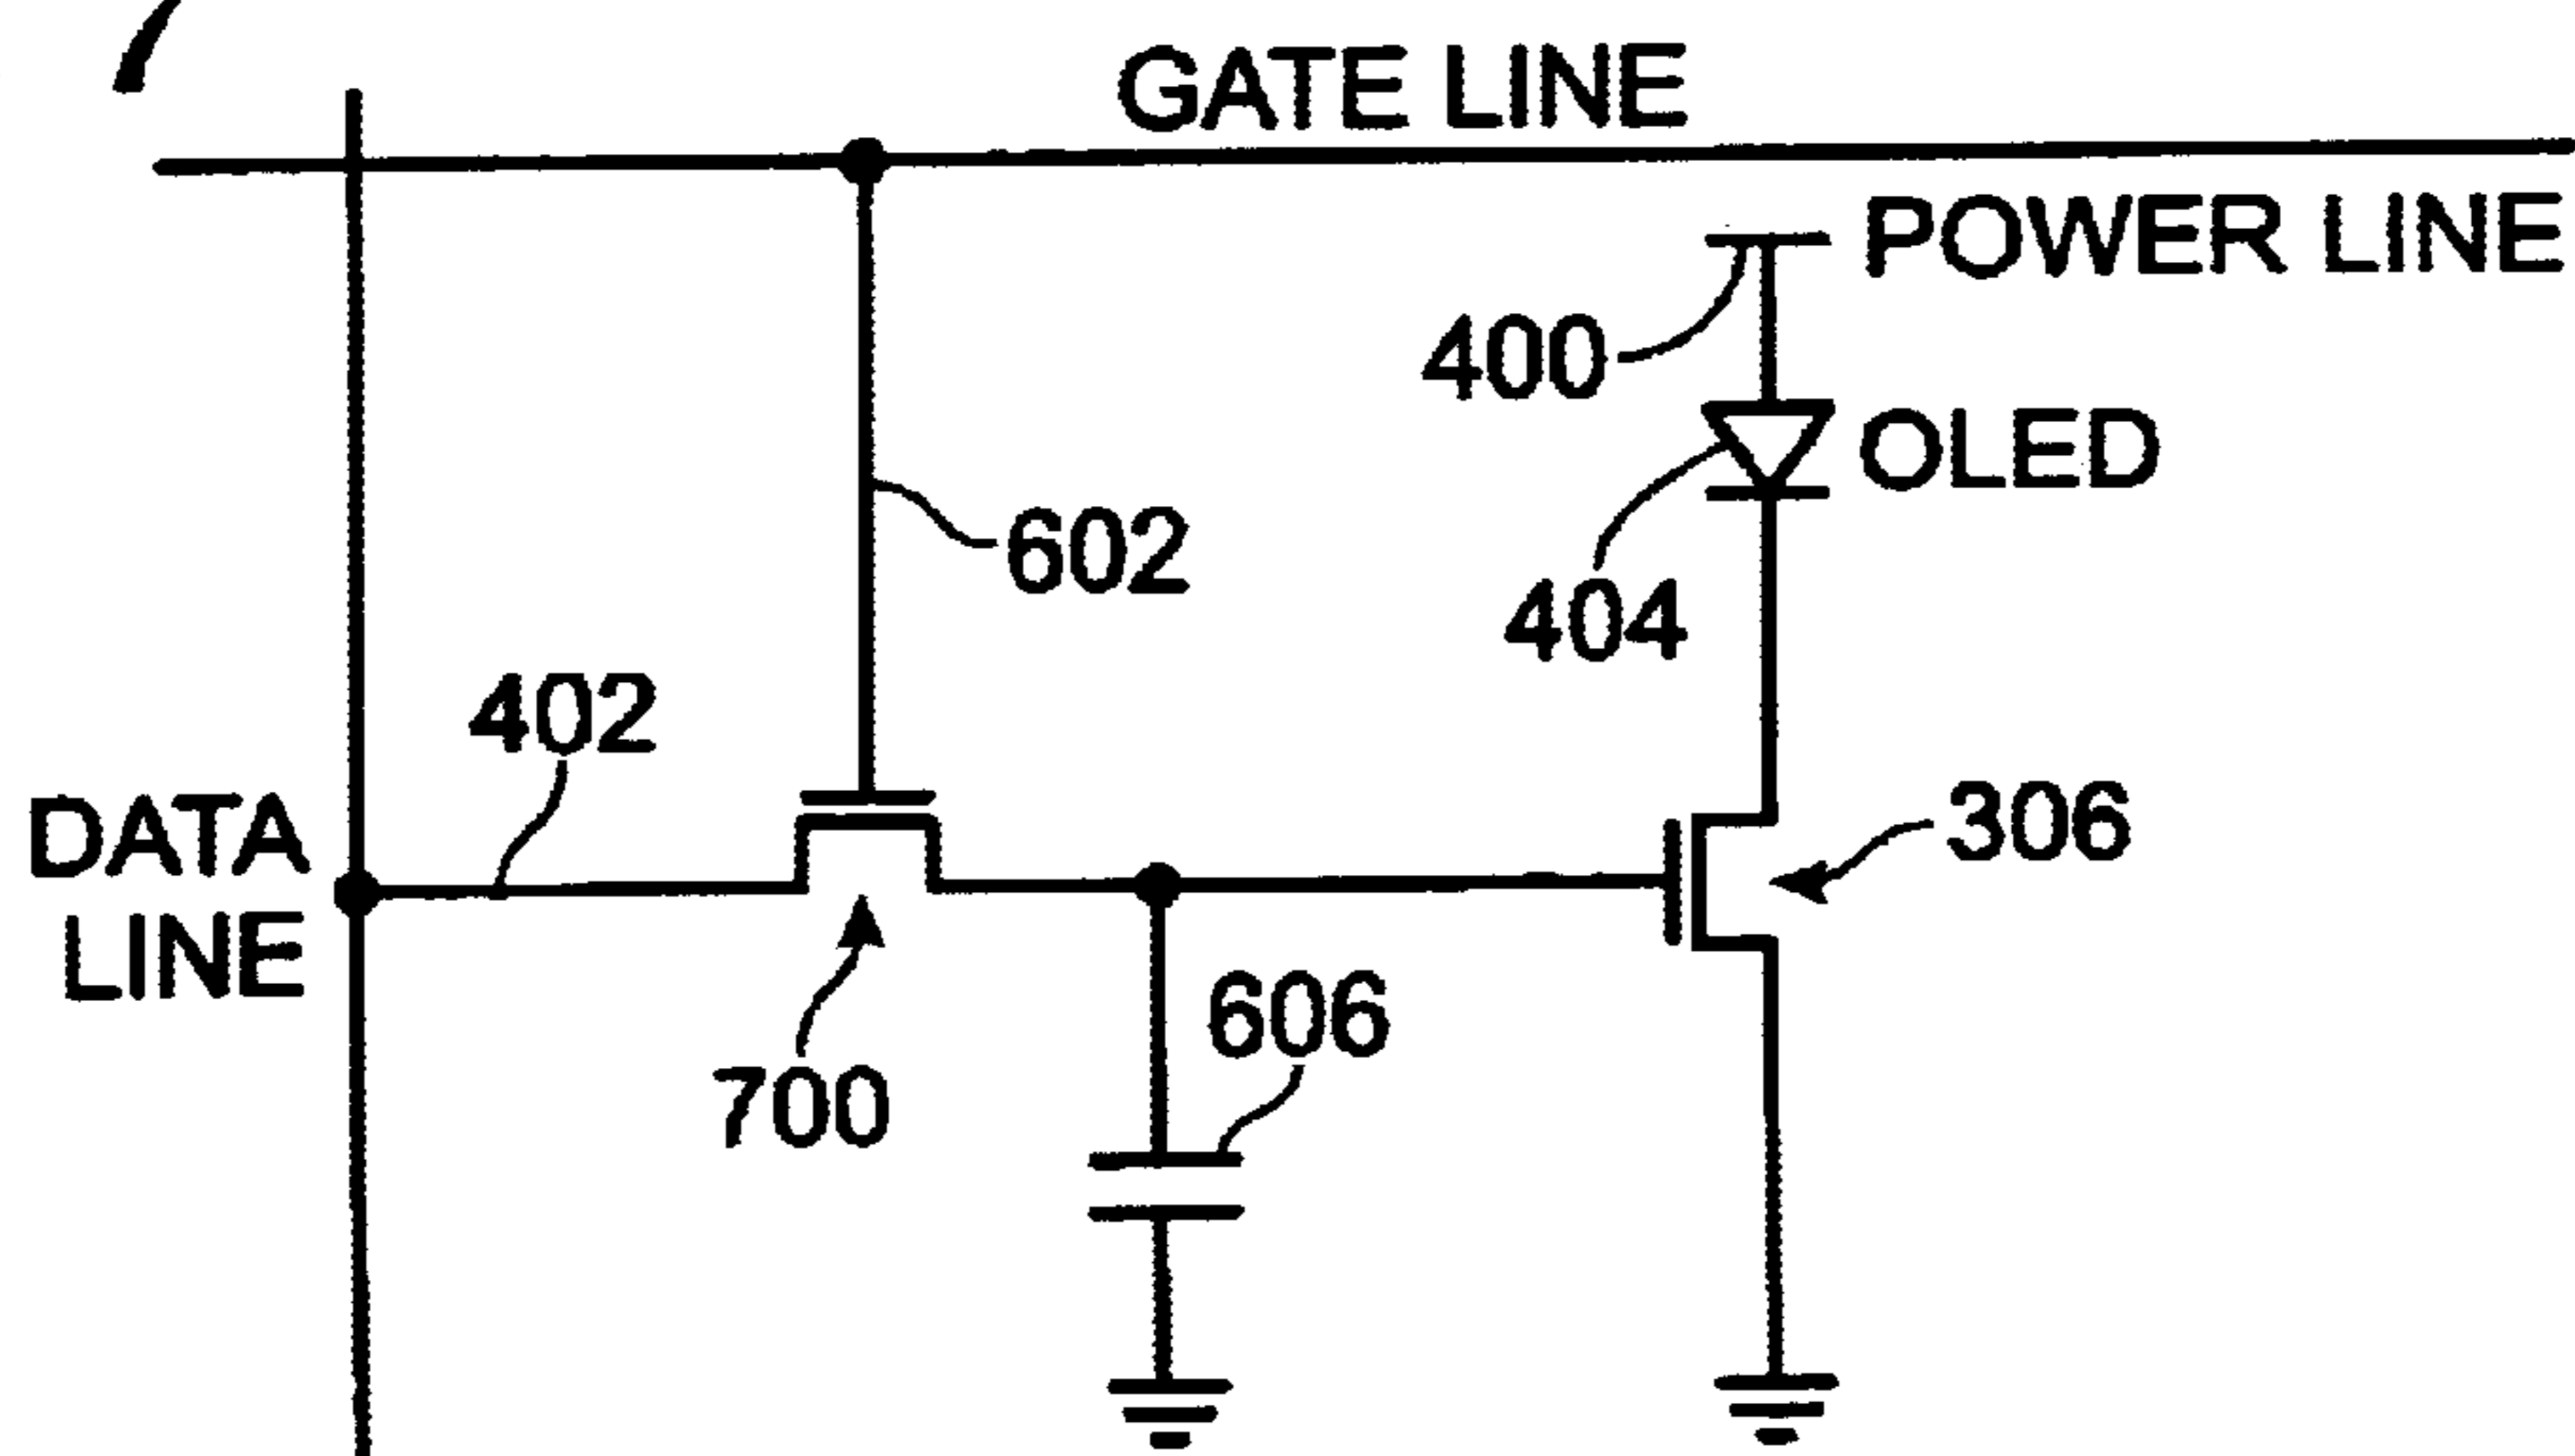 GATE LINE
POWER LINE
400
OLED
602
404
402
DATA
LINE
306
606
700